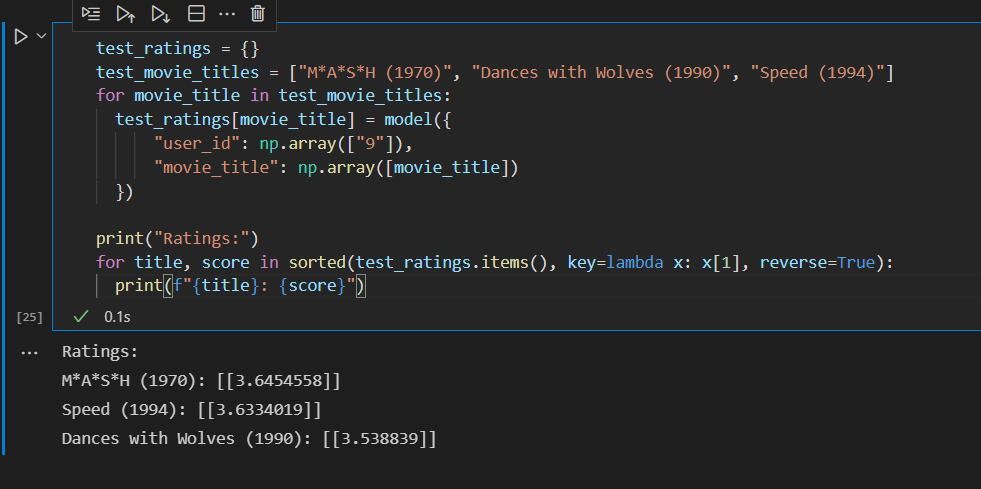 test_ratings = {}
test_movie_titles = ["M*A*S*H (1970)", "Dances with Wolves (1990)", "Speed (1994)"]
for movie_title in test_movie_titles:
  test_ratings[movie_title] = model({
      "user_id": np.array(["9"]),
      "movie_title": np.array([movie_title])
  })

print("Ratings:")
for title, score in sorted(test_ratings.items(), key=lambda x: x[1], reverse=True):
  print(f"{title}: {score}")
[25] 0.1s
Ratings:
M*A*S*H (1970): [[3.6454558]]
Speed (1994): [[3.6334019]]
Dances with Wolves (1990): [[3.538839]]